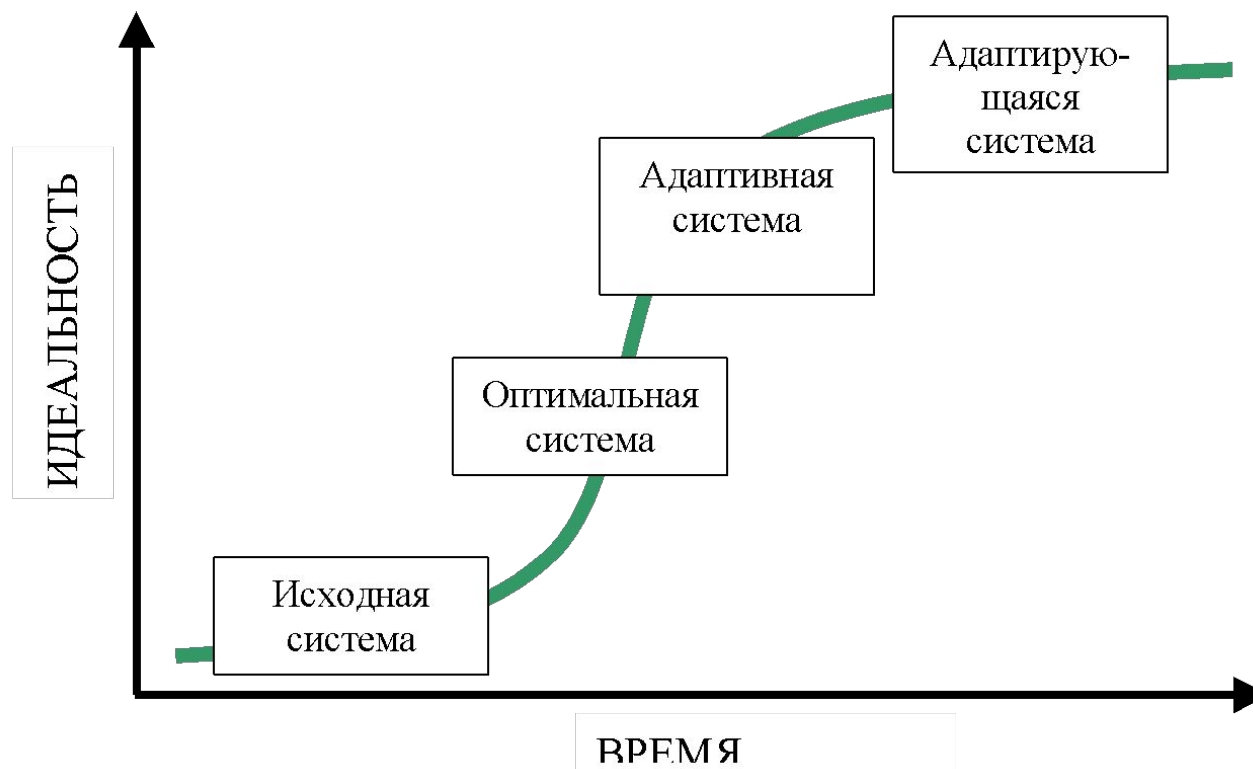 ИДЕАЛЬНОСТЬ
Адаптирую-
щаяся
система
Адаптивная
система
Оптимальная
система
Исходная
система
ВРЕМЯ